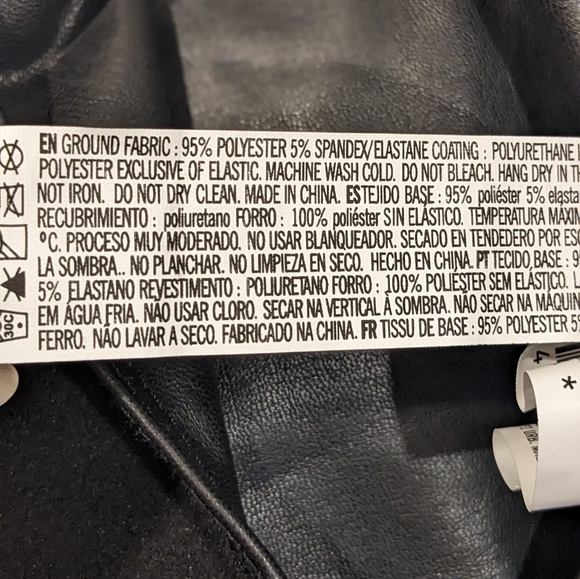 EN GROUND FABRIC : 95% POLYESTER 5% SPANDEX/ELASTANE COATING : POLYURETHANE
POLYESTER EXCLUSIVE OF ELASTIC. MACHINE WASH COLD. DO NOT BLEACH. HANG DRY IN
NOT IRON. DO NOT DRY CLEAN. MADE IN CHINA. ES TEJIDO BASE : 95% poliéster 5%
RECUBRIMIENTO : poliuretano FORRO : 100% poliéster SIN ELÁSTICO. TEMPERATURA
°C. PROCESO MUY MODERADO. NO USAR BLANQUEADOR. SECADO EN TENDEDERO POR
LA SOMBRA.. NO PLANCHAR. NO LIMPIEZA EN SECO. HECHO EN CHINA. PT TECIDO BASE :
5% ELASTANO REVESTIMENTO : POLIURETANO FORRO : 100% POLIÉSTER SEM ELÁSTICO.
EM ÁGUA FRIA. NÃO USAR CLORO. SECAR NA VERTICAL À SOMBRA. NÃO SECAR NA
FERRO. NÃO LAVAR A SECO. FABRICADO NA CHINA. FR TISSU DE BASE : 95% POLYESTER
30C
4
*